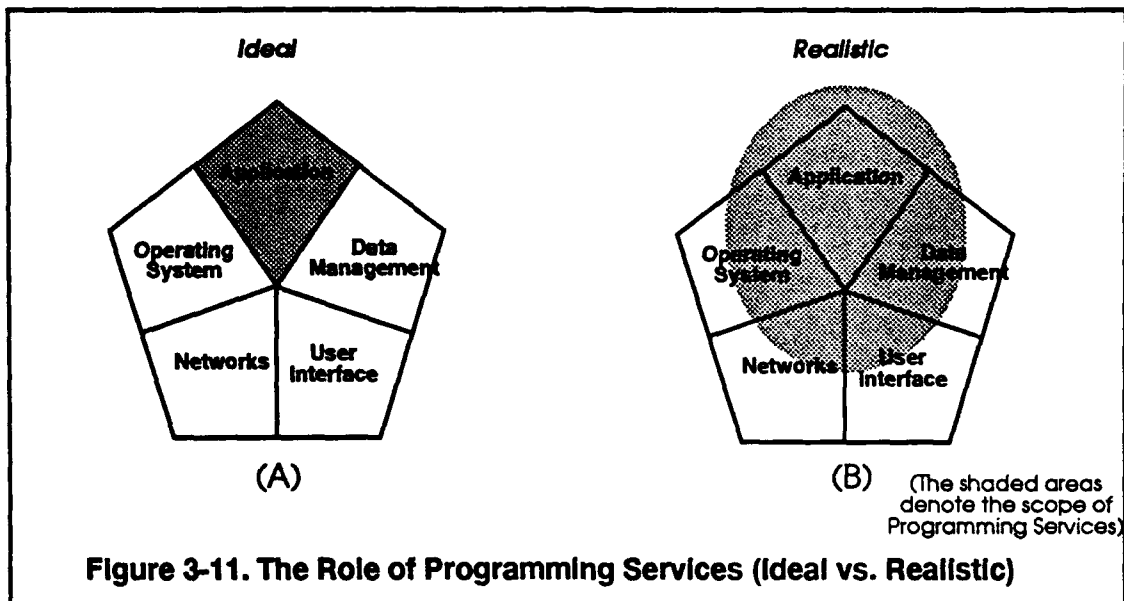 Ideal
Realistic
Application
Operating
System
Data
Management
Networks
User
Interface
(A)
Application
Operating
System
Data
Management
Networks
User
Interface
(B)
(The shaded areas
denote the scope of
Programming Services)
Figure 3-11. The Role of Programming Services (Ideal vs. Realistic)